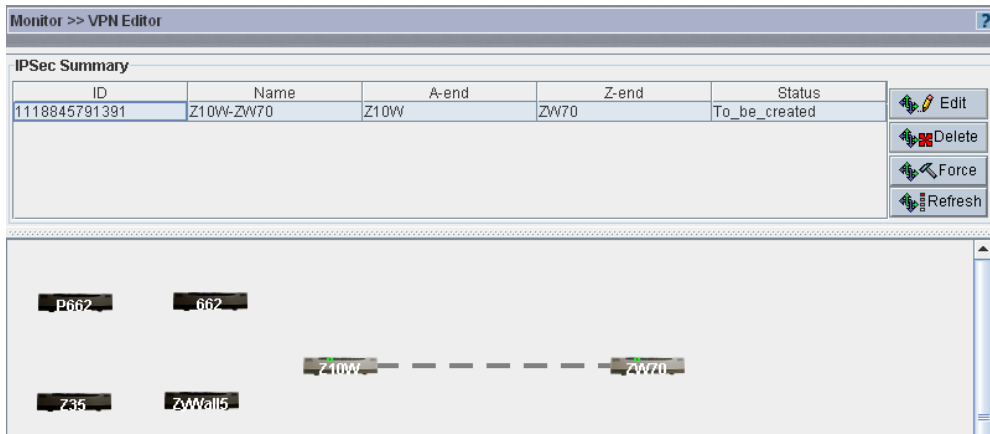 Monitor >> VPN Editor
?
IPSec Summary
ID Name A-end Z-end Status
1118845791391 Z10W-ZW70 Z10W ZW70 To_be_created
Edit
Delete
Force
Refresh
P662 662
Z10W ZW70
Z35 ZyWall5